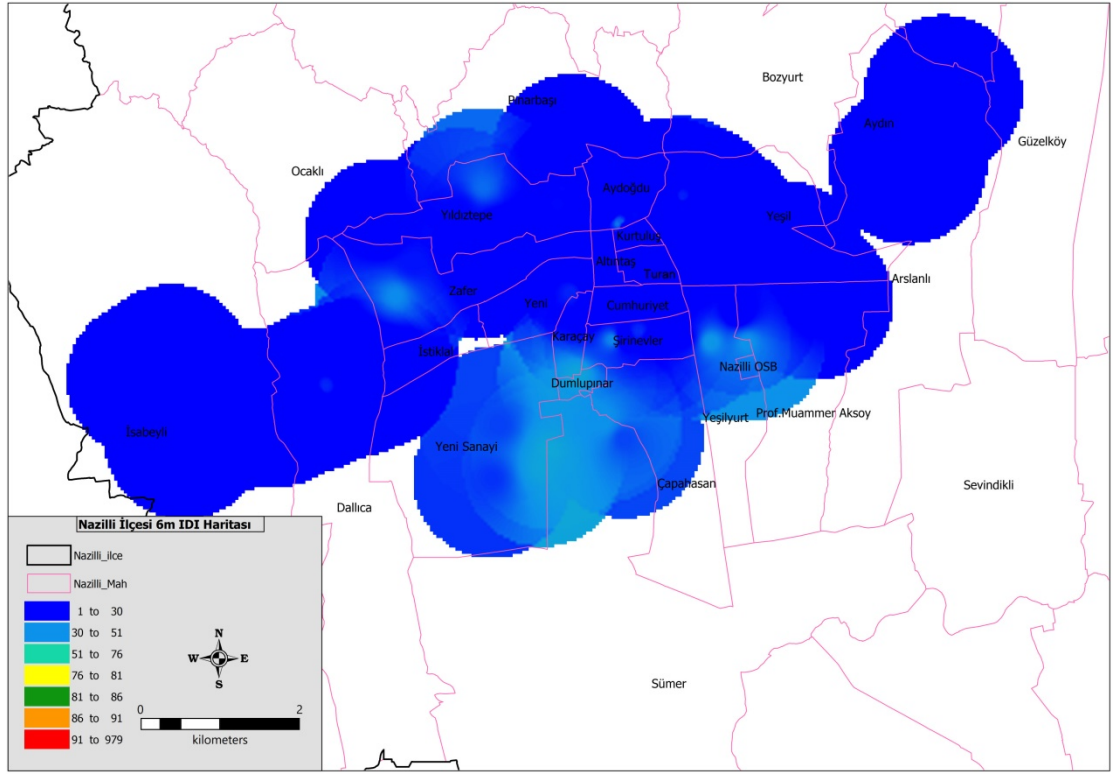 Bozyurt
Pınarbaşı
Aydın
Güzelköy
Ocaklı
Aydoğdu
Yıldıztepe
Yeşil
Kurtuluş
Altıntaş
Turan
Arslanlı
Zafer
Yeni
Cumhuriyet
Karaçay
Şirinevler
İstiklal
Nazilli OSB
Dumlupınar
Yeşilyurt
Prof.Muammer Aksoy
İsabeyli
Yeni Sanayi
Çapahasan
Sevindikli
Dallıca
Nazilli İlçesi 6m IDI Haritası
Nazilli_ilce
Nazilli_Mah
1 to 30
30 to 51
51 to 76
76 to 81
81 to 86
86 to 91
91 to 979
N
W E
S
0 2
kilometers
Sümer